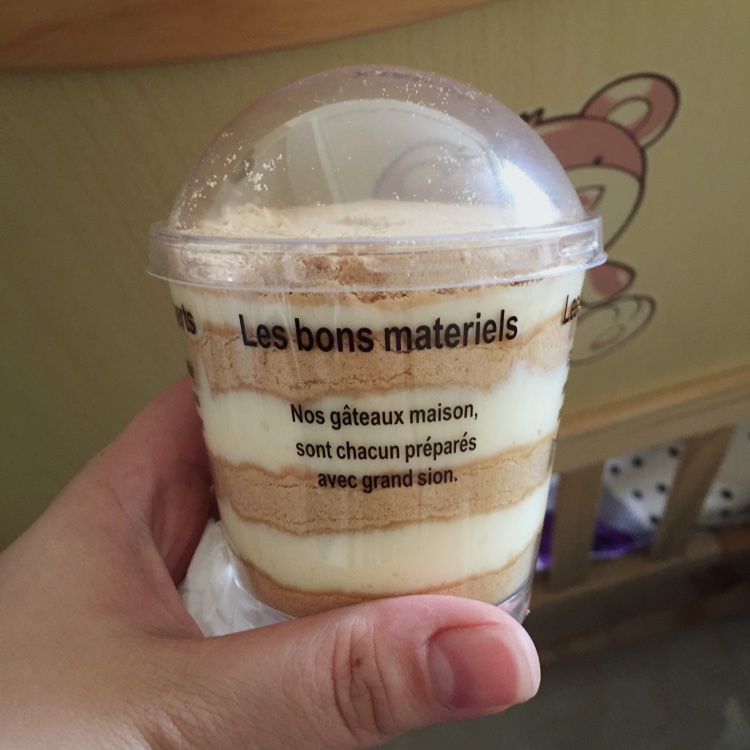 Les bons materiels
Nos gâteaux maison,
sont chacun préparés
avec grand sion.